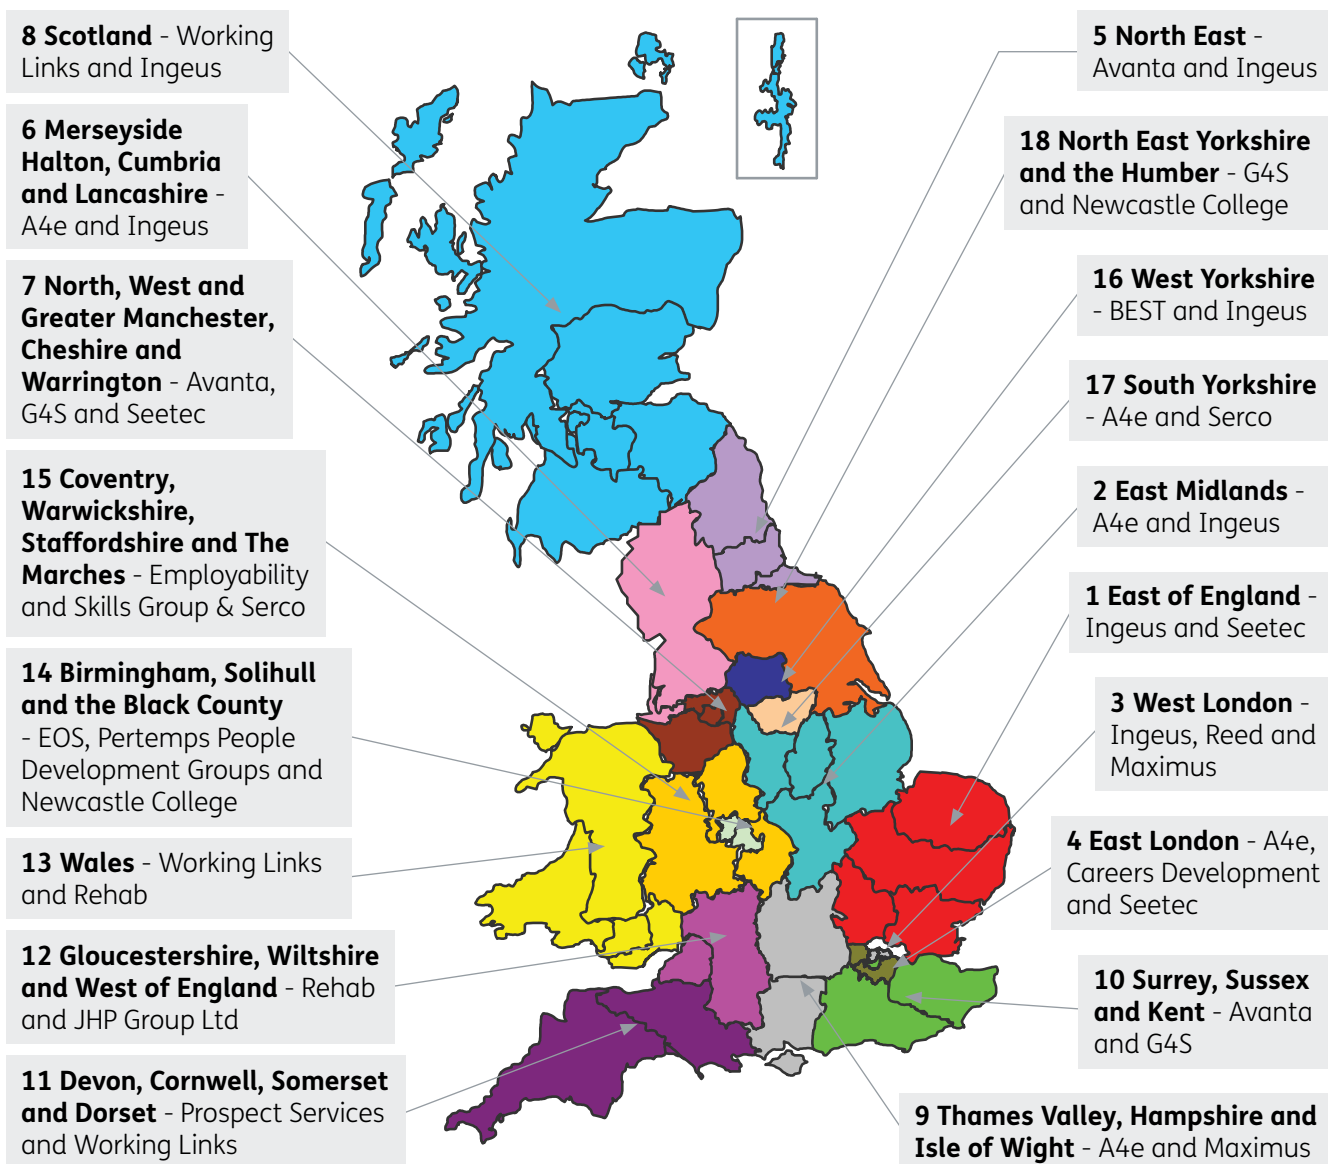 8 Scotland - Working
Links and Ingeus
6 Merseyside
Halton, Cumbria
and Lancashire -
A4e and Ingeus
7 North, West and
Greater Manchester,
Cheshire and
Warrington - Avanta,
G4S and Seetec
15 Coventry,
Warwickshire,
Staffordshire and The
Marches - Employability
and Skills Group & Serco
14 Birmingham, Solihull
and the Black County
- EOS, Pertemps People
Development Groups and
Newcastle College
13 Wales - Working Links
and Rehab
12 Gloucestershire, Wiltshire
and West of England - Rehab
and JHP Group Ltd
11 Devon, Cornwell, Somerset
and Dorset - Prospect Services
and Working Links
5 North East -
Avanta and Ingeus
18 North East Yorkshire
and the Humber - G4S
and Newcastle College
16 West Yorkshire
- BEST and Ingeus
17 South Yorkshire
- A4e and Serco
2 East Midlands -
A4e and Ingeus
1 East of England -
Ingeus and Seetec
3 West London -
Ingeus, Reed and
Maximus
4 East London - A4e,
Careers Development
and Seetec
10 Surrey, Sussex
and Kent - Avanta
and G4S
9 Thames Valley, Hampshire and
Isle of Wight - A4e and Maximus